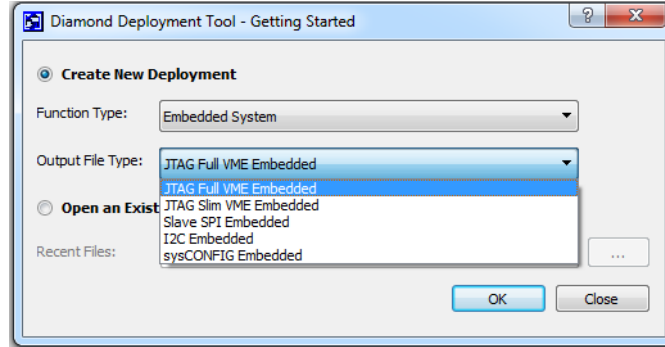 Diamond Deployment Tool - Getting Started
?
Create New Deployment
Function Type: Embedded System
Output File Type: JTAG Full VME Embedded
JTAG Full VME Embedded
JTAG Slim VME Embedded
Open an Exist
Slave SPI Embedded
I2C Embedded
Recent Files: sysCONFIG Embedded
...
OK Close